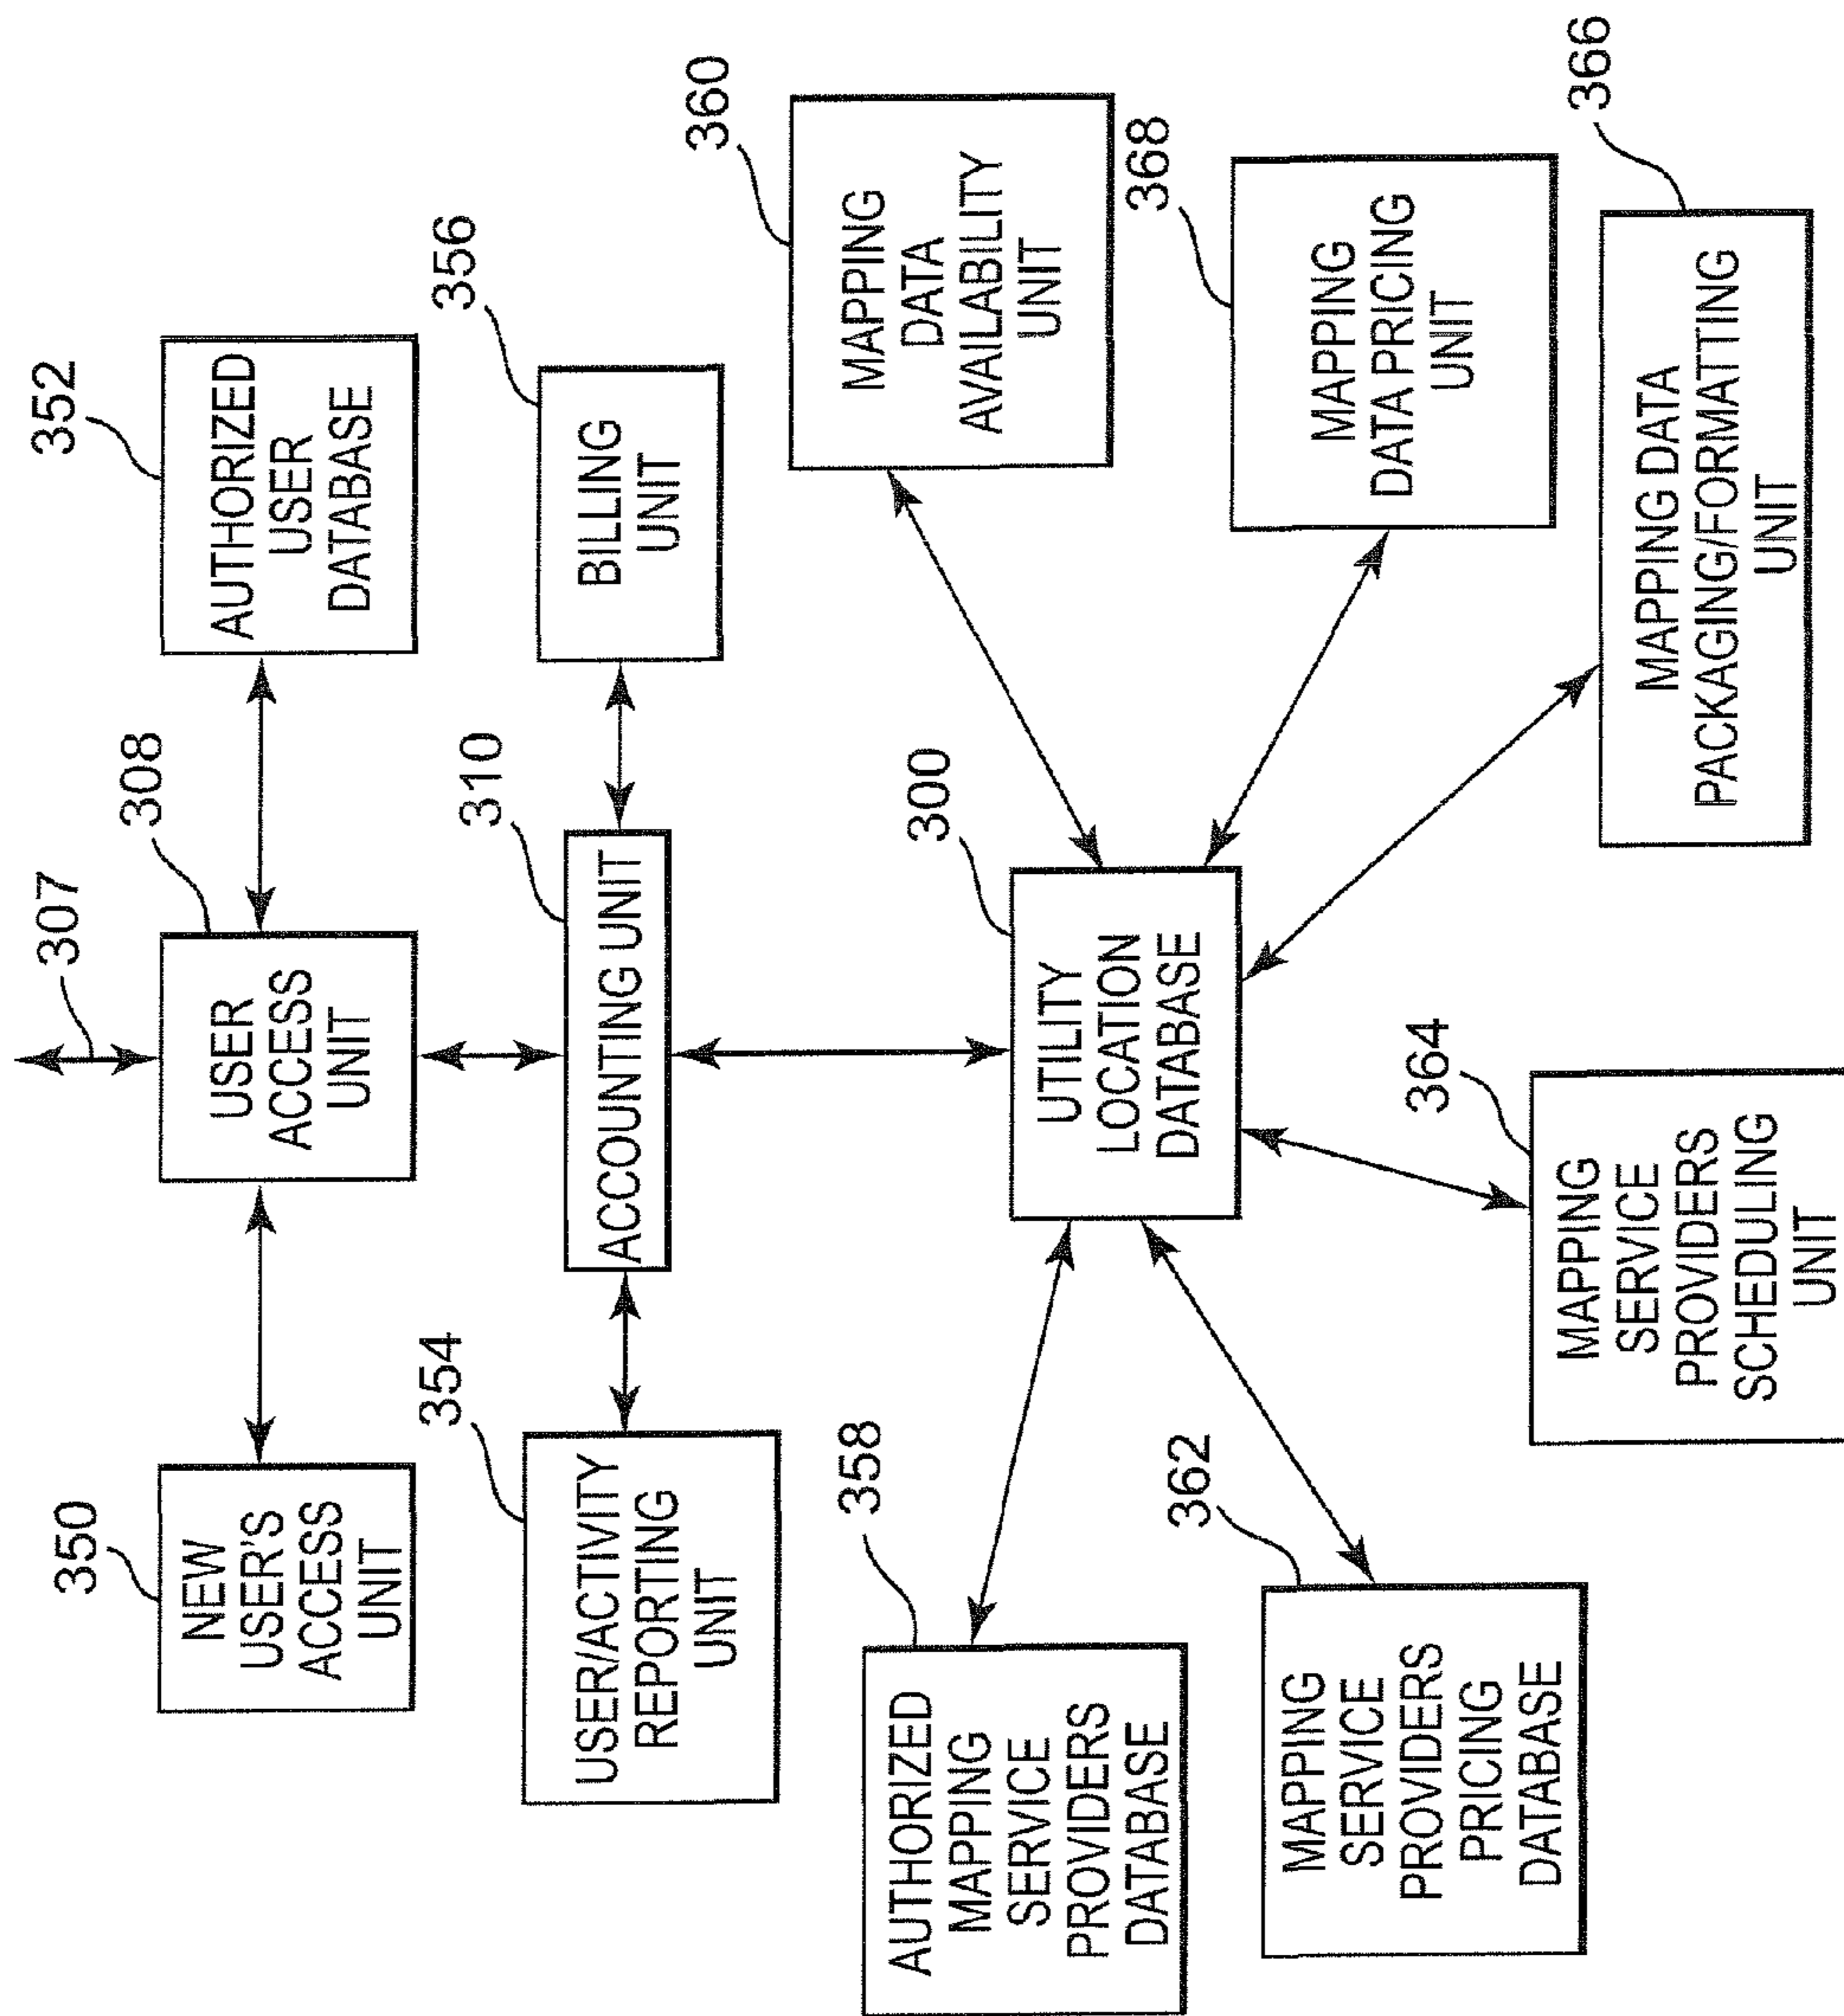 307
350
NEW
USER'S
ACCESS
UNIT
308
USER
ACCESS
UNIT
352
AUTHORIZED
USER
DATABASE
354
USER/ACTIVITY
REPORTING
UNIT
310
ACCOUNTING UNIT
356
BILLING
UNIT
358
AUTHORIZED
MAPPING
SERVICE
PROVIDERS
DATABASE
300
UTILITY
LOCATION
DATABASE
360
MAPPING
DATA
AVAILABILITY
UNIT
362
MAPPING
SERVICE
PROVIDERS
PRICING
DATABASE
368
MAPPING
DATA PRICING
UNIT
364
MAPPING
SERVICE
PROVIDERS
SCHEDULING
UNIT
366
MAPPING DATA
PACKAGING/FORMATTING
UNIT